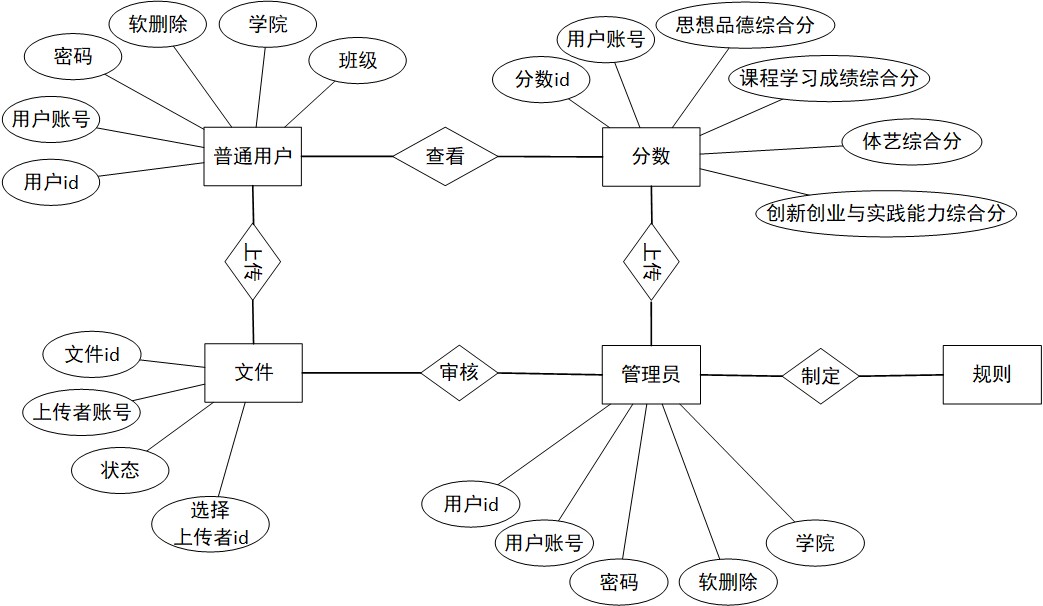 软删除
学院
密码
班级
用户账号
用户id
普通用户
查看
用户账号
思想品德综合分
分数id
课程学习成绩综合分
体艺综合分
创新创业与实践能力综合分
分数
上传
上传
文件id
上传者账号
状态
选择
上传者id
文件
审核
管理员
制定
规则
用户id
用户账号
密码
软删除
学院